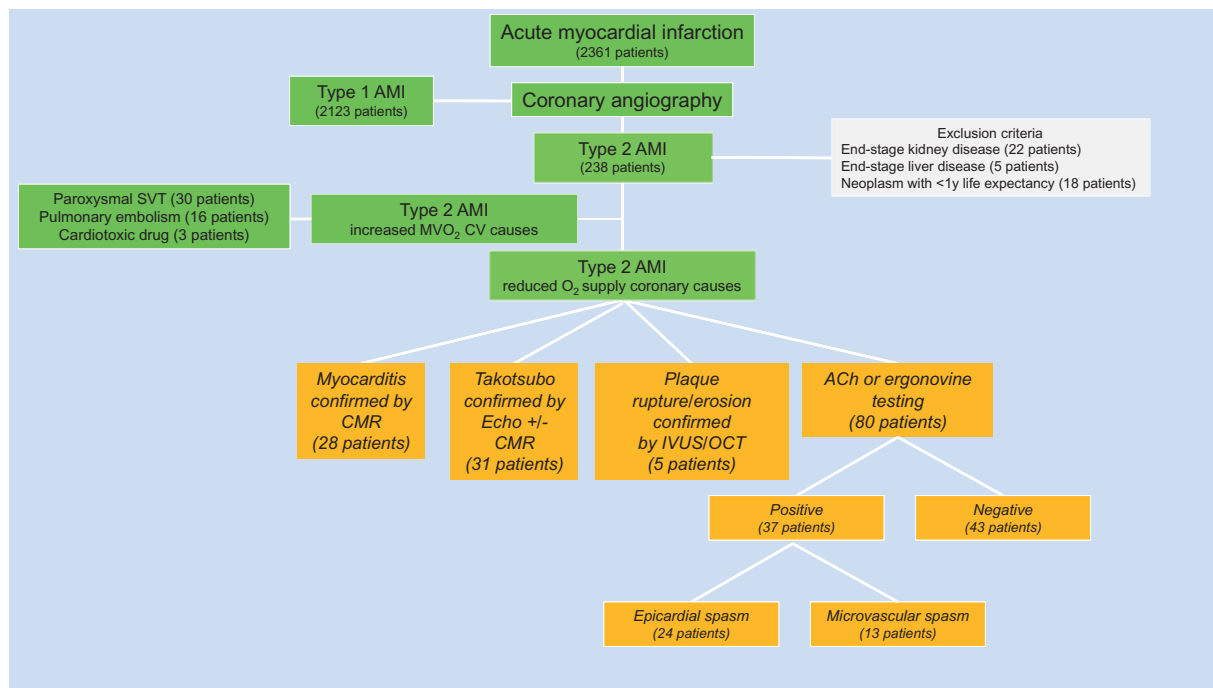 Acute myocardial infarction
(2361 patients)
Type 1 AMI
(2123 patients)
Coronary angiography
Type 2 AMI
(238 patients)
Exclusion criteria
End-stage kidney disease (22 patients)
End-stage liver disease (5 patients)
Neoplasm with <1y life expectancy (18 patients)
Paroxysmal SVT (30 patients)
Pulmonary embolism (16 patients)
Cardiotoxic drug (3 patients)
Type 2 AMI
increased MVO₂ CV causes
Type 2 AMI
reduced O₂ supply coronary causes
Myocarditis
confirmed by
CMR
(28 patients)
Takotsubo
confirmed by
Echo +/-
CMR
(31 patients)
Plaque
rupture/erosion
confirmed
by IVUS/OCT
(5 patients)
ACh or ergonovine
testing
(80 patients)
Positive
(37 patients)
Negative
(43 patients)
Epicardial spasm
(24 patients)
Microvascular spasm
(13 patients)